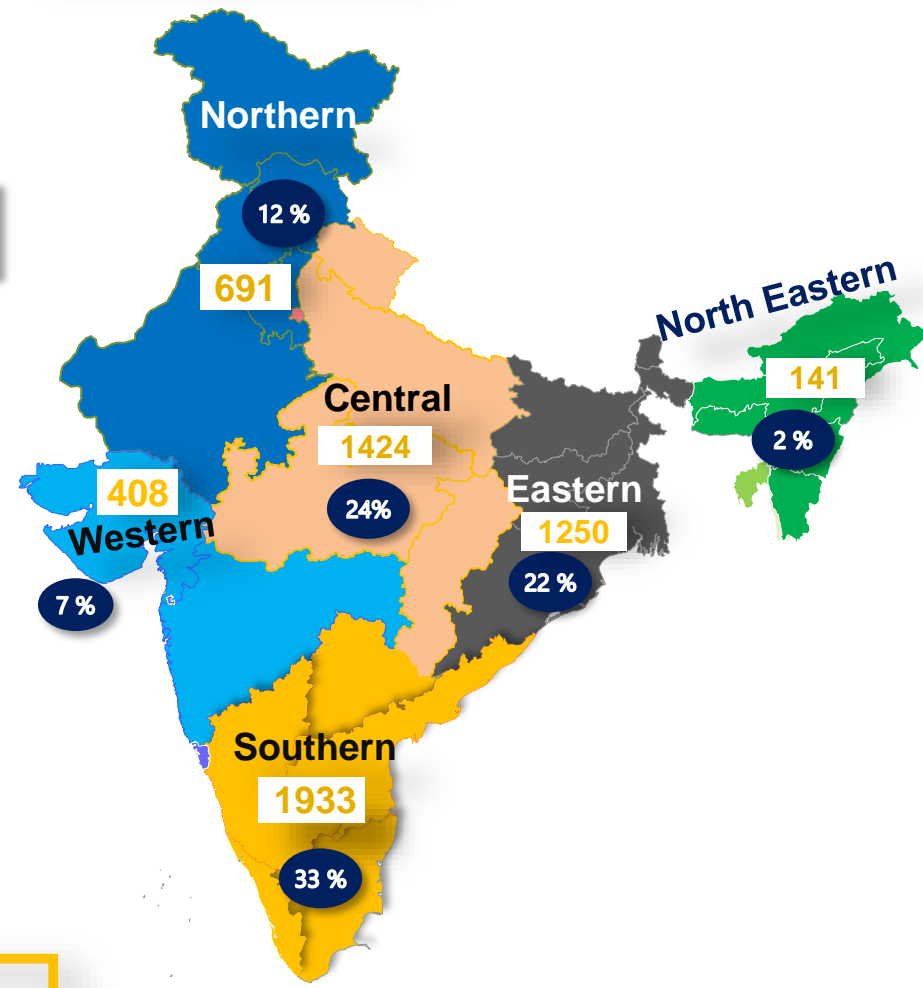 Northern
12 %
691
North Eastern
141
2 %
Central
1424
24%
408
Western
7 %
Eastern
1250
22 %
Southern
1933
33 %